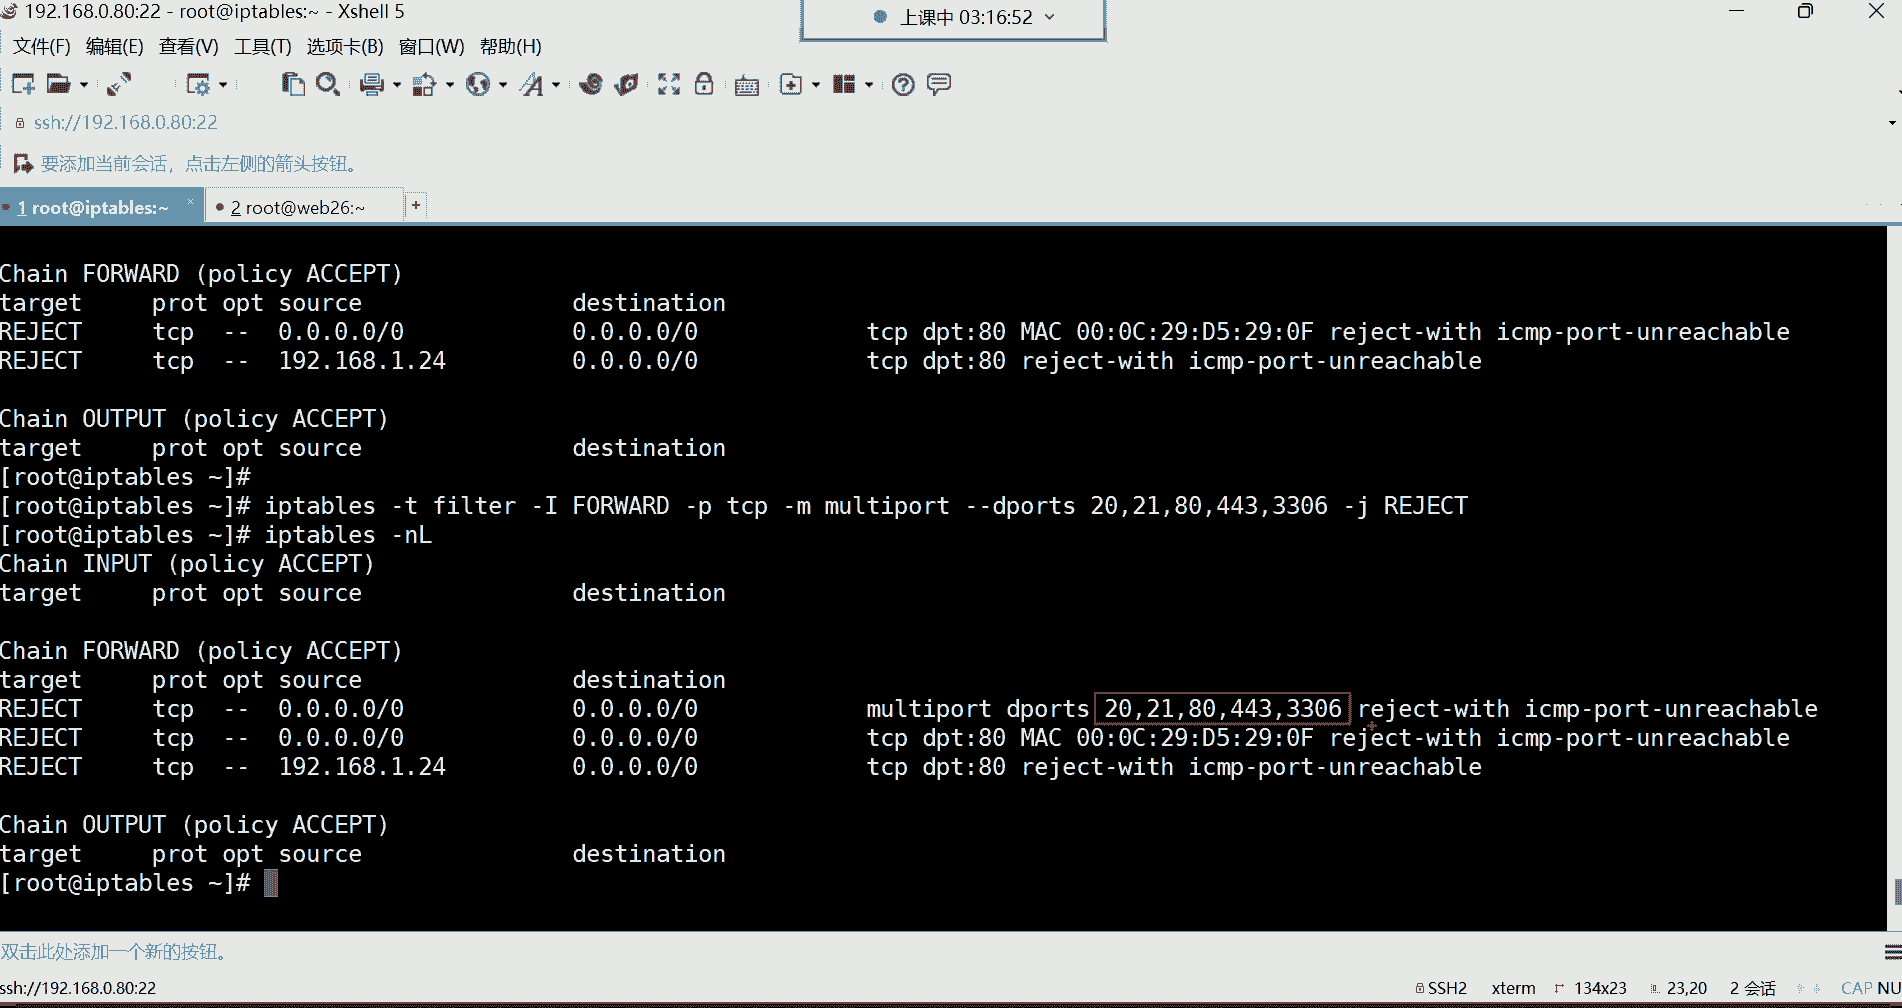 192.168.0.80:22 - root@iptables:~ - Xshell 5
上课中 03:16:52
文件(F) 编辑(E) 查看(V) 工具(T) 选项卡(B) 窗口(W) 帮助(H)
ssh://192.168.0.80:22
要添加当前会话，点击左侧的箭头按钮。
1 root@iptables:~ × 2 root@web26:~ +
Chain FORWARD (policy ACCEPT)
target     prot opt source               destination
REJECT     tcp  --  0.0.0.0/0            0.0.0.0/0            tcp dpt:80 MAC 00:0C:29:D5:29:0F reject-with icmp-port-unreachable
REJECT     tcp  --  192.168.1.24         0.0.0.0/0            tcp dpt:80 reject-with icmp-port-unreachable
Chain OUTPUT (policy ACCEPT)
target     prot opt source               destination
[root@iptables ~]#
[root@iptables ~]# iptables -t filter -I FORWARD -p tcp -m multiport --dports 20,21,80,443,3306 -j REJECT
[root@iptables ~]# iptables -nL
Chain INPUT (policy ACCEPT)
target     prot opt source               destination
Chain FORWARD (policy ACCEPT)
target     prot opt source               destination
REJECT     tcp  --  0.0.0.0/0            0.0.0.0/0            multiport dports 20,21,80,443,3306 reject-with icmp-port-unreachable
REJECT     tcp  --  0.0.0.0/0            0.0.0.0/0            tcp dpt:80 MAC 00:0C:29:D5:29:0F reject-with icmp-port-unreachable
REJECT     tcp  --  192.168.1.24         0.0.0.0/0            tcp dpt:80 reject-with icmp-port-unreachable
Chain OUTPUT (policy ACCEPT)
target     prot opt source               destination
[root@iptables ~]#
双击此处添加一个新的按钮。
ssh://192.168.0.80:22 SSH2 xterm 134x23 23,20 2 会话 CAP NU